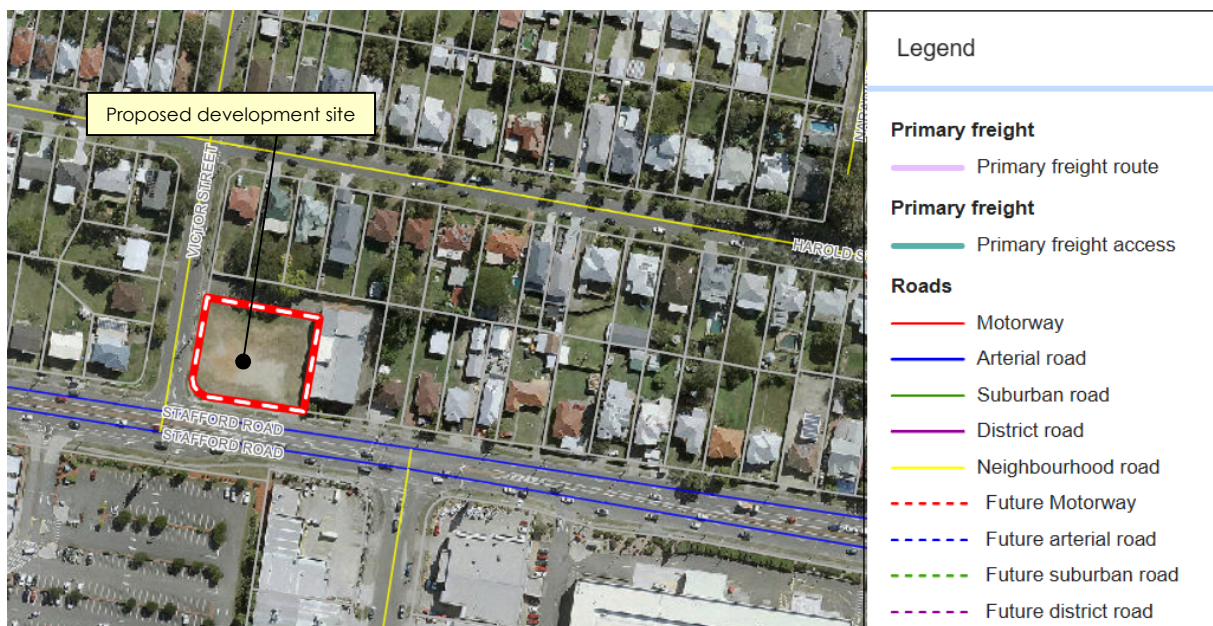 Proposed development site
VICTOR STREET
HAROLD S
STAFFORD ROAD
STAFFORD ROAD
Legend
Primary freight
Primary freight route
Primary freight
Primary freight access
Roads
Motorway
Arterial road
Suburban road
District road
Neighbourhood road
Future Motorway
Future arterial road
Future suburban road
Future district road